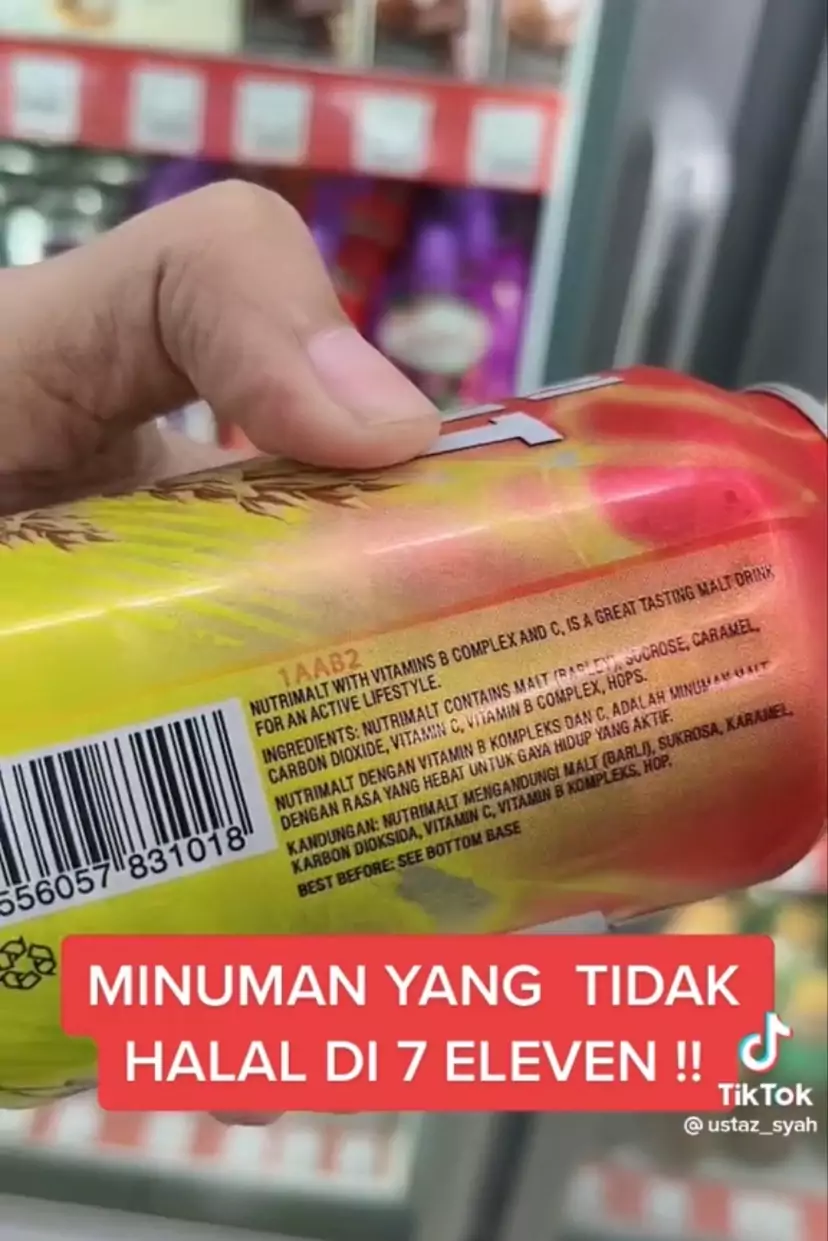 1AAB2
NUTRIMALT WITH VITAMINS B COMPLEX AND C, IS A GREAT TASTING MALT DRINK
FOR AN ACTIVE LIFESTYLE.
INGREDIENTS: NUTRIMALT CONTAINS MALT (BARLEY), SUCROSE, CARAMEL,
CARBON DIOXIDE, VITAMIN C, VITAMIN B COMPLEX, HOPS.
NUTRIMALT DENGAN VITAMIN B KOMPLEKS DAN C, ADALAH MINUMAN MALT
DENGAN RASA YANG HEBAT UNTUK GAYA HIDUP YANG AKTIF.
KANDUNGAN: NUTRIMALT MENGANDUNGI MALT (BARLI), SUKROSA, KARAMEL,
KARBON DIOKSIDA, VITAMIN C, VITAMIN B KOMPLEKS, HOP.
BEST BEFORE: SEE BOTTOM BASE
556057 831018
MINUMAN YANG TIDAK
HALAL DI 7 ELEVEN !!
TikTok
@ustaz_syah